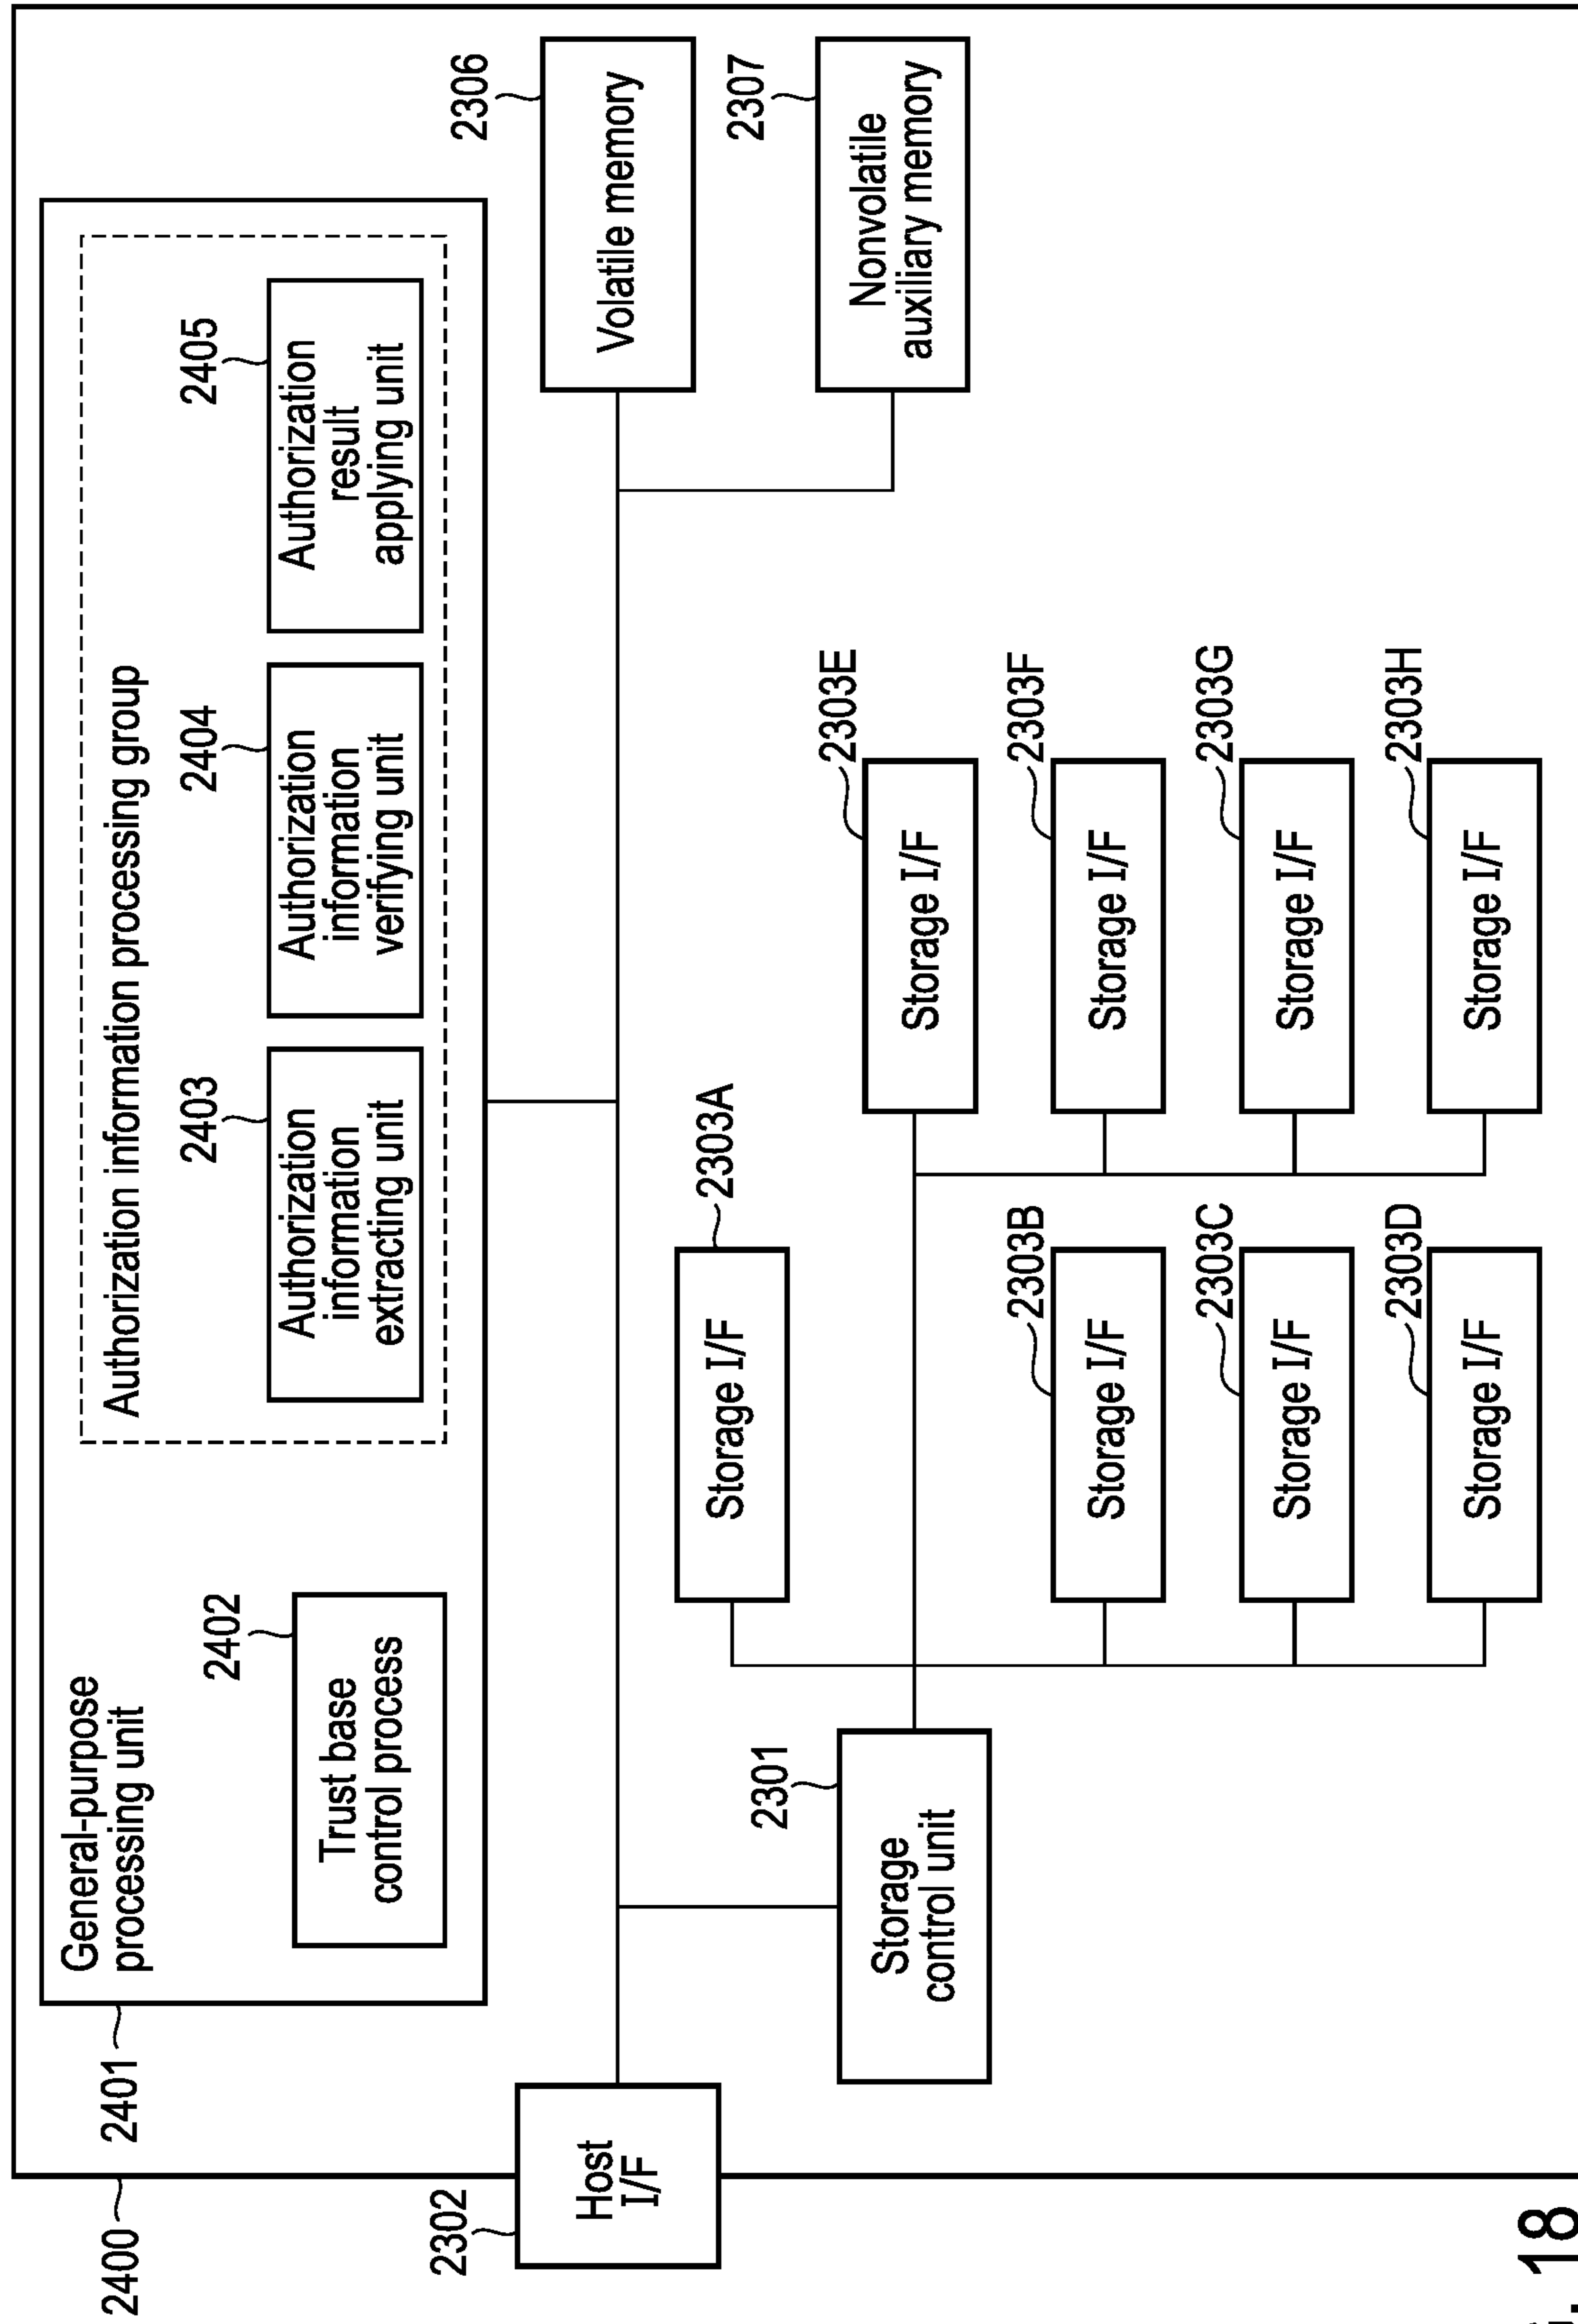 2400
2401
General-purpose
processing unit
2402
Trust base
control process
Authorization information processing group
2403
Authorization
information
extracting unit
2404
Authorization
information
verifying unit
2405
Authorization
result
applying unit
2302
Host
I/F
2306
Volatile memory
2307
Nonvolatile
auxiliary memory
2301
Storage
control unit
2303A
Storage I/F
2303E
Storage I/F
2303B
Storage I/F
2303F
Storage I/F
2303C
Storage I/F
2303G
Storage I/F
2303D
Storage I/F
2303H
Storage I/F
. 18